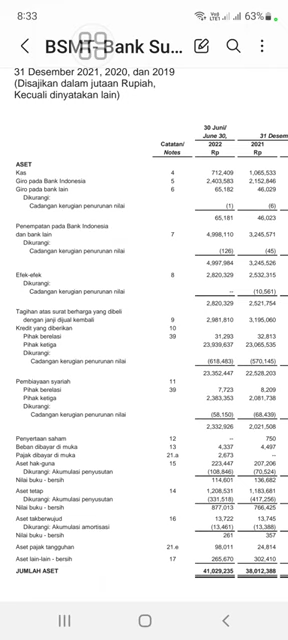 8:33
63%
BSMT- Bank Su...
31 Desember 2021, 2020, dan 2019
(Disajikan dalam jutaan Rupiah,
Kecuali dinyatakan lain)
30 Juni/
June 30, 31 Desem
Catatan/ 2022 2021
Notes Rp Rp
ASET
Kas 4 712,409 1,065,533
Giro pada Bank Indonesia 5 2,403,583 2,152,846
Giro pada bank lain 6 65,182 46,029
Dikurangi:
Cadangan kerugian penurunan nilai (1) (6)
65,181 46,023
Penempatan pada Bank Indonesia
dan bank lain 7 4,998,110 3,245,571
Dikurangi:
Cadangan kerugian penurunan nilai (126) (45)
4,997,984 3,245,526
Efek-efek 8 2,820,329 2,532,315
Dikurangi:
Cadangan kerugian penurunan nilai -- (10,561)
2,820,329 2,521,754
Tagihan atas surat berharga yang dibeli
dengan janji dijual kembali 9 2,981,810 3,195,060
Kredit yang diberikan 10
Pihak berelasi 39 31,293 32,813
Pihak ketiga 23,939,637 23,065,535
Dikurangi:
Cadangan kerugian penurunan nilai (618,483) (570,145)
23,352,447 22,528,203
Pembiayaan syariah 11
Pihak berelasi 39 7,723 8,209
Pihak ketiga 2,383,353 2,081,738
Dikurangi:
Cadangan kerugian penurunan nilai (58,150) (68,439)
2,332,926 2,021,508
Penyertaan saham 12 -- 750
Beban dibayar di muka 13 4,337 4,497
Pajak dibayar di muka 21.a 2,673 --
Aset hak-guna 15 223,447 207,206
Dikurangi: Akumulasi penyusutan (108,846) (70,524)
Nilai buku - bersih 114,601 136,682
Aset tetap 14 1,208,531 1,183,681
Dikurangi: Akumulasi penyusutan (331,518) (417,256)
Nilai buku - bersih 877,013 766,425
Aset takberwujud 16 13,722 13,745
Dikurangi: Akumulasi amortisasi (13,461) (13,388)
Nilai buku - bersih 261 357
Aset pajak tangguhan 21.e 98,011 24,814
Aset lain-lain - bersih 17 265,670 302,410
JUMLAH ASET 41,029,235 38,012,388